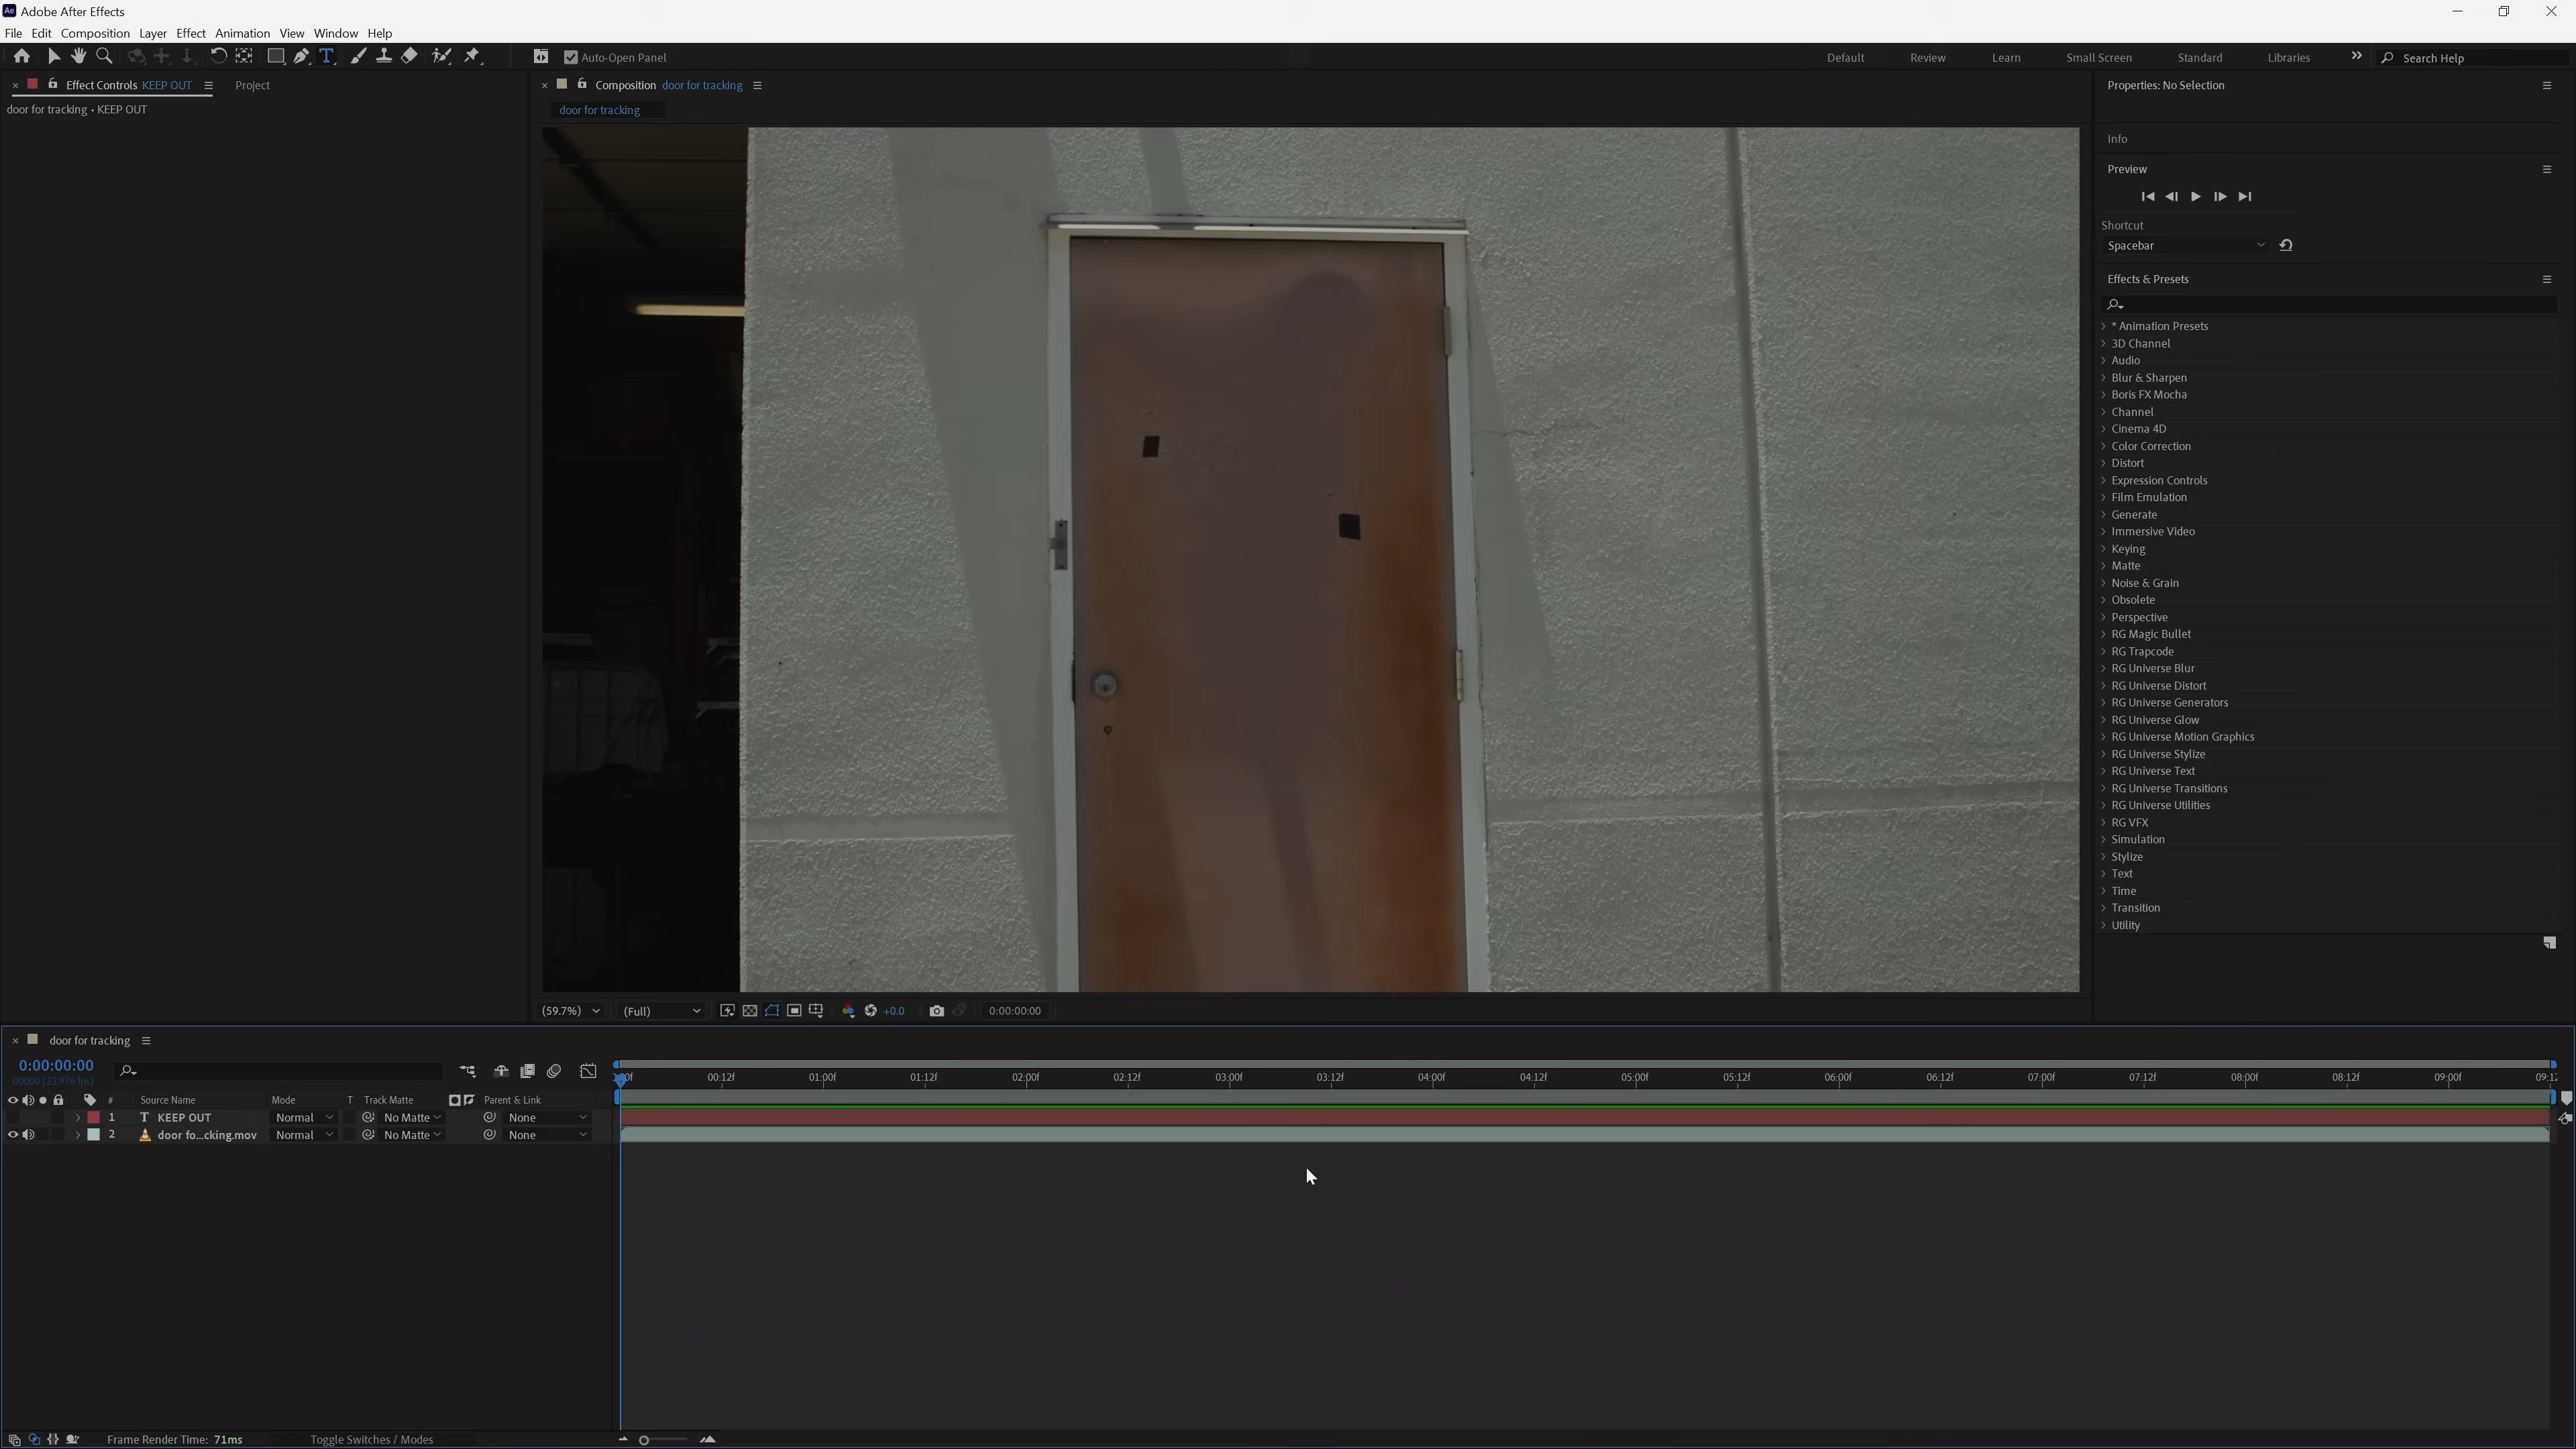 Adobe After Effects
File Edit Composition Layer Effect Animation View Window Help
Auto-Open Panel
Default Review Learn Small Screen Standard Libraries Search Help
Effect Controls KEEP OUT Project
door for tracking • KEEP OUT
Composition door for tracking
door for tracking
Properties: No Selection
Info
Preview
Shortcut
Spacebar
Effects & Presets
* Animation Presets
3D Channel
Audio
Blur & Sharpen
Boris FX Mocha
Channel
Cinema 4D
Color Correction
Distort
Expression Controls
Film Emulation
Generate
Immersive Video
Keying
Matte
Noise & Grain
Obsolete
Perspective
RG Magic Bullet
RG Trapcode
RG Universe Blur
RG Universe Distort
RG Universe Generators
RG Universe Glow
RG Universe Motion Graphics
RG Universe Stylize
RG Universe Text
RG Universe Transitions
RG Universe Utilities
RG VFX
Simulation
Stylize
Text
Time
Transition
Utility
(59.7%) (Full) +0.0 0:00:00:00
door for tracking
0:00:00:00
00000 (23.976 fps)
00:12f 01:00f 01:12f 02:00f 02:12f 03:00f 03:12f 04:00f 04:12f 05:00f 05:12f 06:00f 06:12f 07:00f 07:12f 08:00f 08:12f 09:00f 09:12
# Source Name Mode T Track Matte Parent & Link
1 T KEEP OUT Normal No Matte None
2 door fo...cking.mov Normal No Matte None
Frame Render Time: 71ms Toggle Switches / Modes